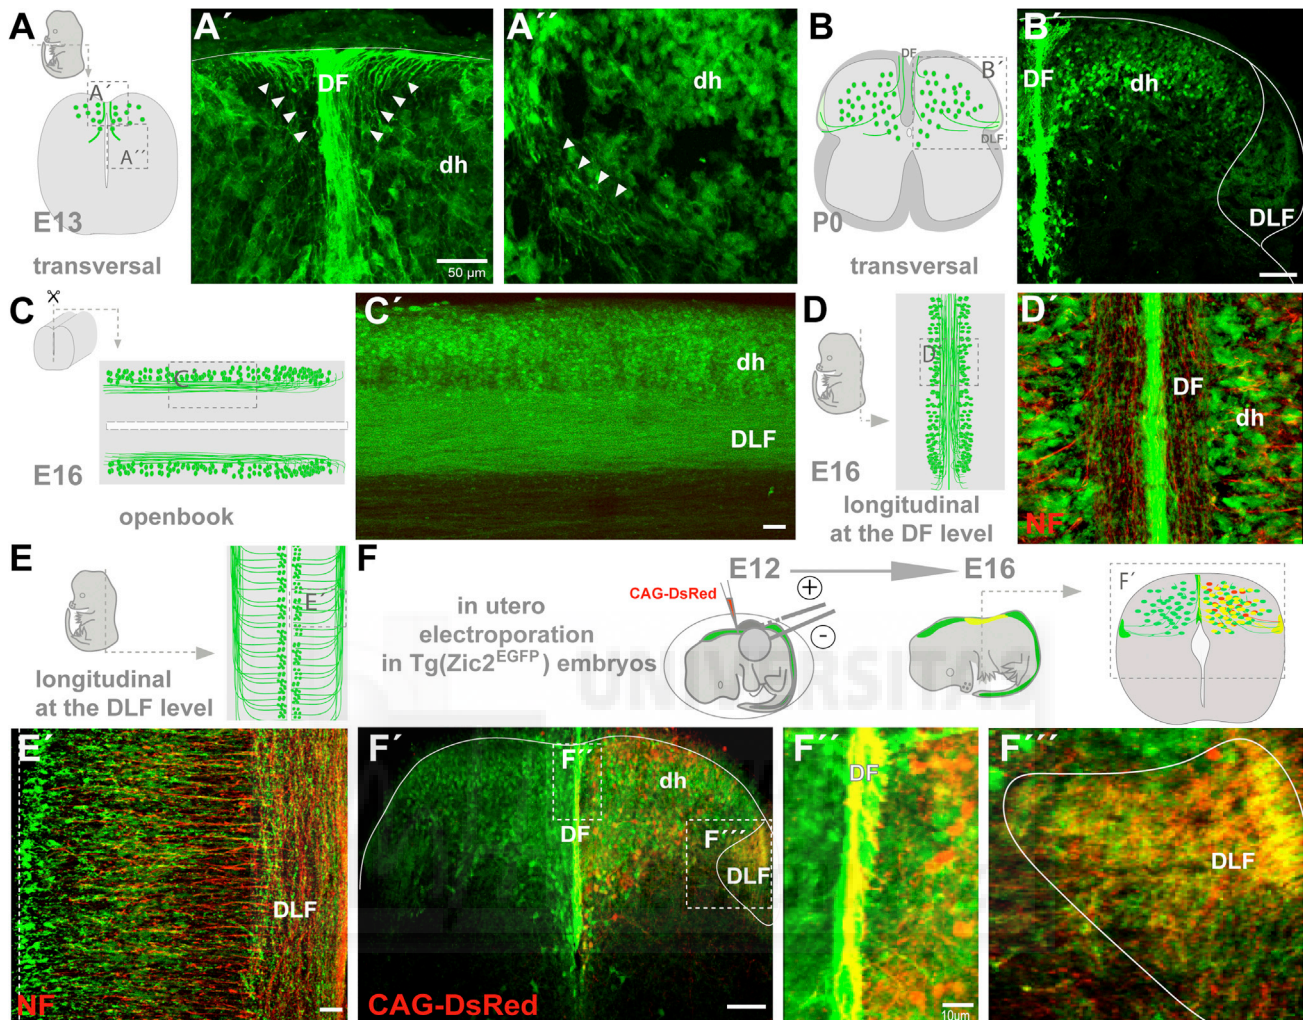 A
A´
A´´
E13
transversal
A´
DF
dh
50 µm
A´´
dh
B
DF
B´
DLF
P0
transversal
B´
DF
dh
DLF
C
C´
E16
openbook
C´
dh
DLF
D
D´
E16
longitudinal
at the DF level
D´
DF
dh
NF
E
E´
longitudinal
at the DLF level
F
E12
E16
CAG-DsRed
+
-
in utero
electroporation
in Tg(Zic2EGFP) embryos
F´
UNIVERSITAT
E´
DLF
NF
F´
F´´
dh
DF
F´´´
DLF
CAG-DsRed
F´´
DF
10µm
F´´´
DLF